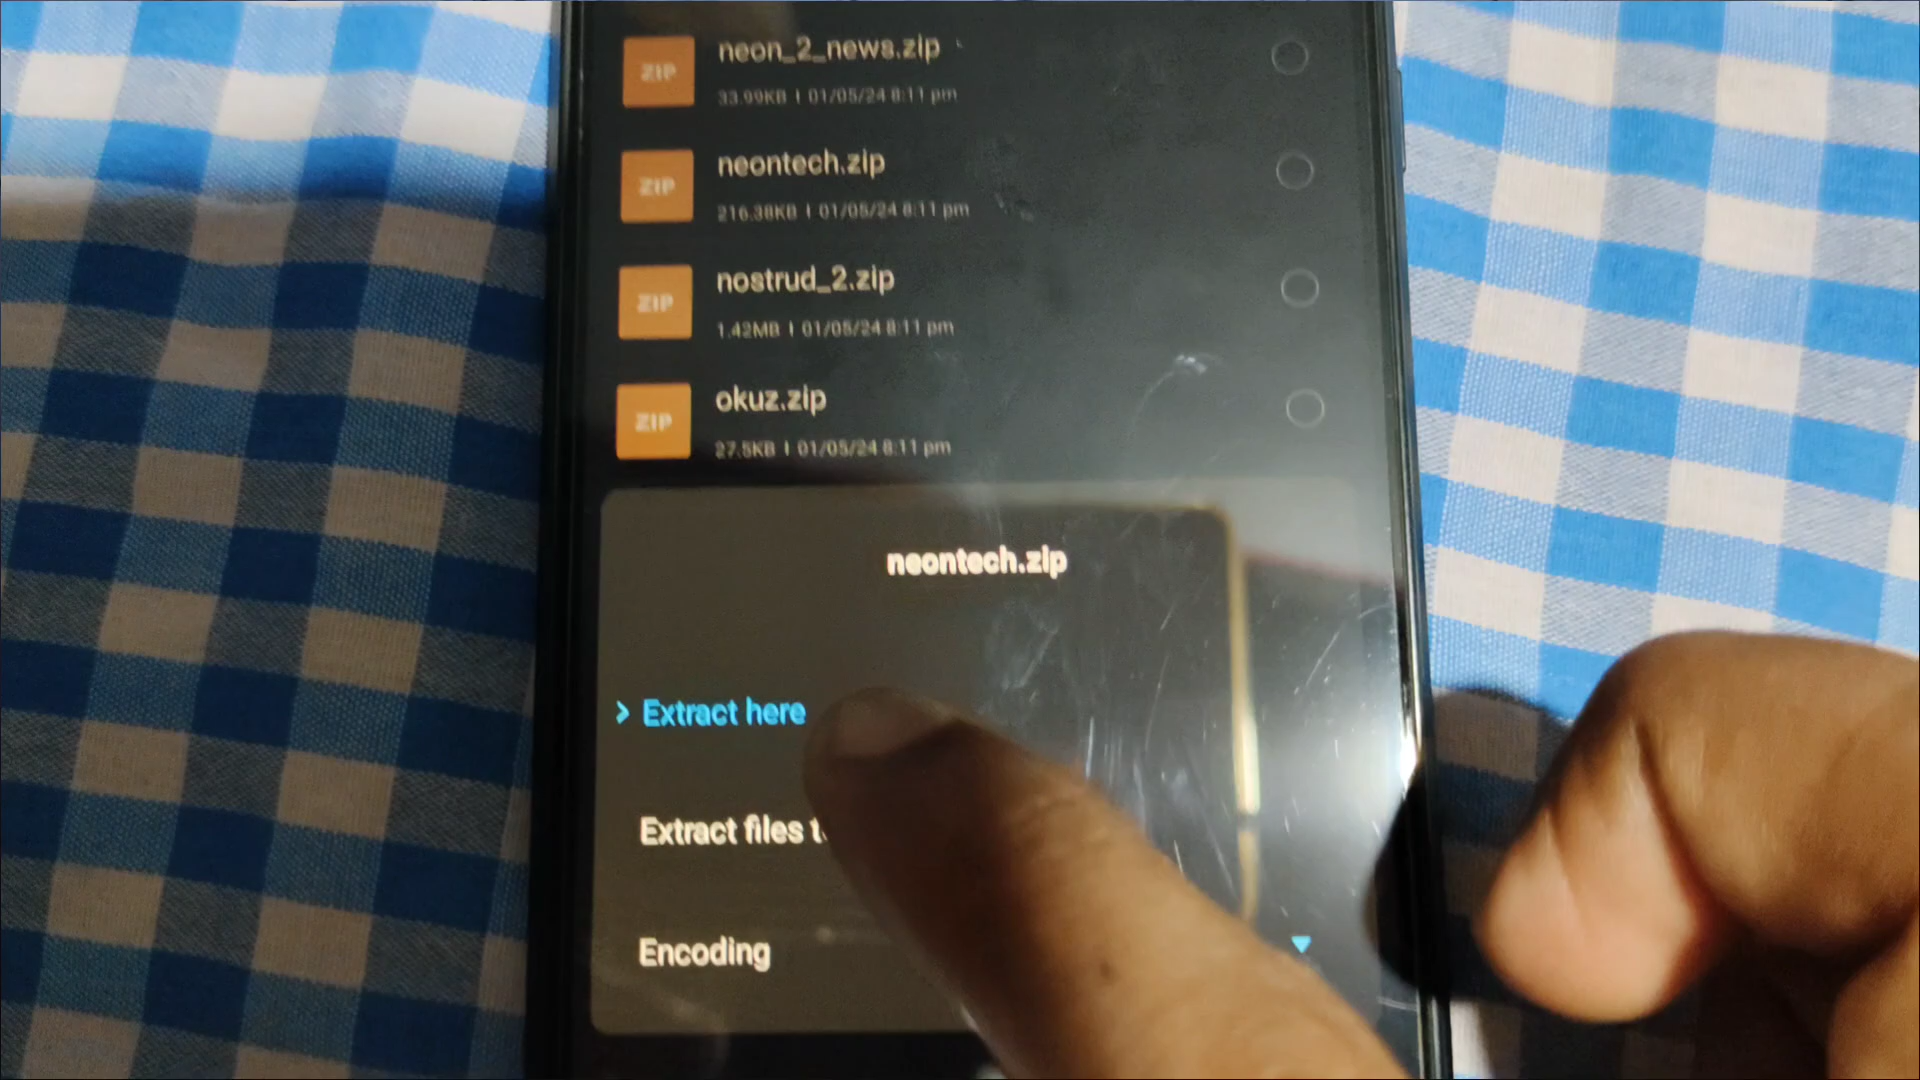 ZIP
neon_2_news.zip
33.99KB | 01/05/24 8:11 pm
ZIP
neontech.zip
216.38KB | 01/05/24 8:11 pm
ZIP
nostrud_2.zip
1.42MB | 01/05/24 8:11 pm
ZIP
okuz.zip
27.5KB | 01/05/24 8:11 pm
neontech.zip
> Extract here
Extract files t
Encoding